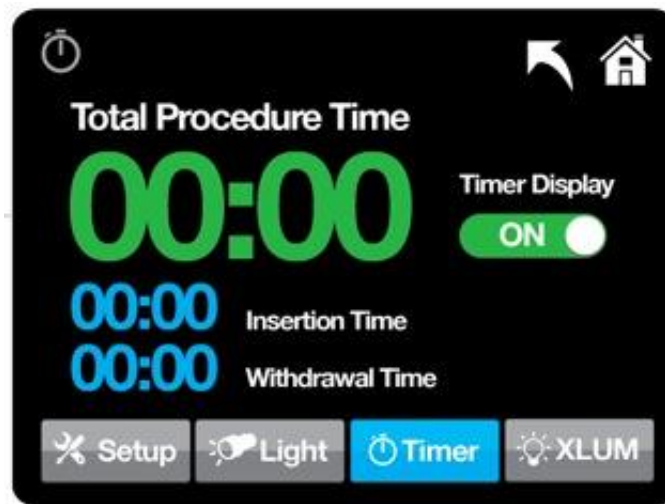 Total Procedure Time
00:00
Timer Display
ON
00:00 Insertion Time
00:00 Withdrawal Time
Setup Light Timer XLUM